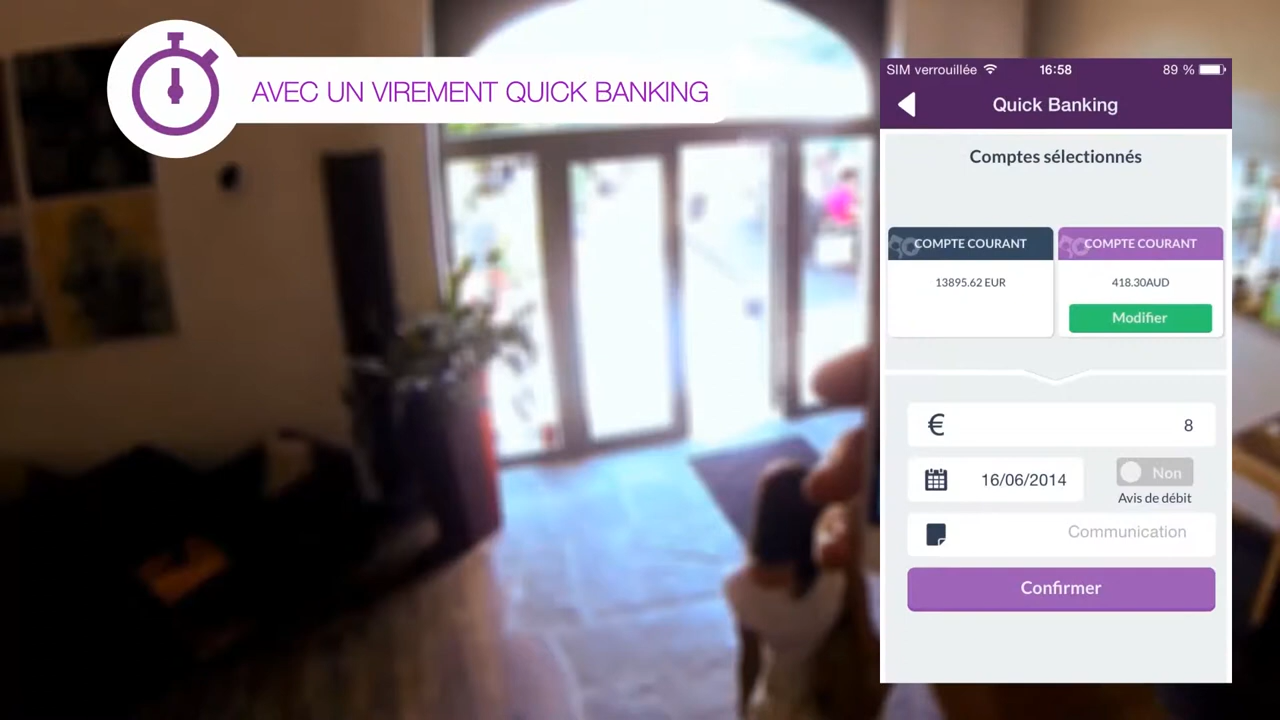 AVEC UN VIREMENT QUICK BANKING
SIM verrouillée 16:58 89 %
Quick Banking
Comptes sélectionnés
COMPTE COURANT COMPTE COURANT
13895.62 EUR 418.30AUD
Modifier
€ 8
16/06/2014 Non
Avis de débit
Communication
Confirmer